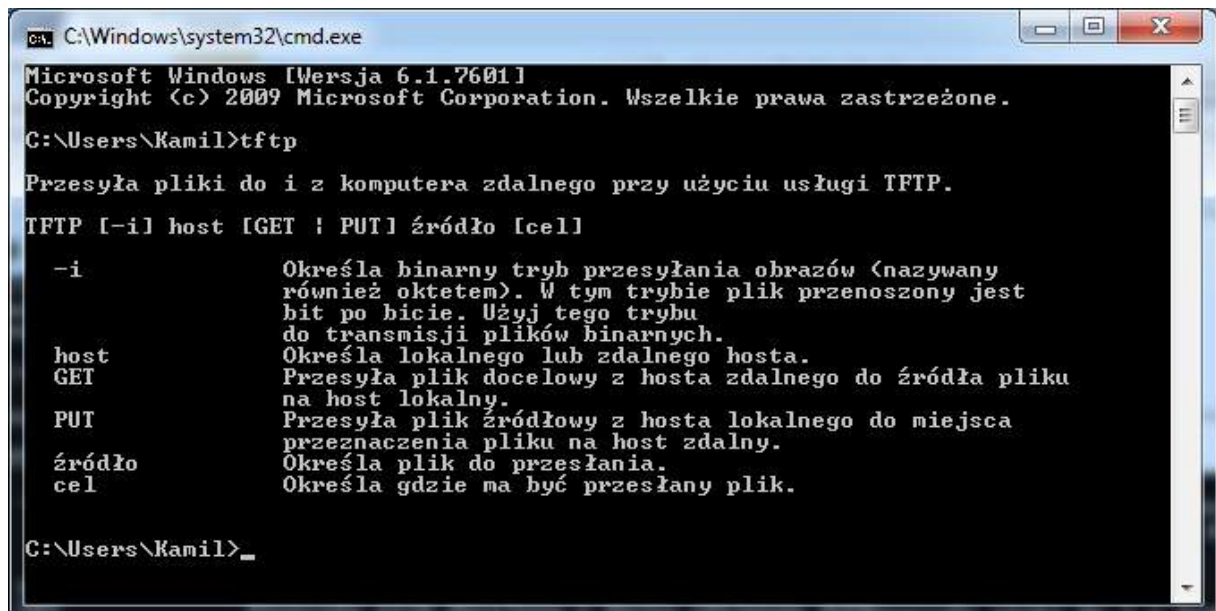 C:\Windows\system32\cmd.exe
Microsoft Windows [Wersja 6.1.7601]
Copyright (c) 2009 Microsoft Corporation. Wszelkie prawa zastrzeżone.
C:\Users\Kamil>tftp
Przesyła pliki do i z komputera zdalnego przy użyciu usługi TFTP.
TFTP [-i] host [GET | PUT] źródło [cel]
-i Określa binarny tryb przesyłania obrazów (nazywany
również oktetem). W tym trybie plik przenoszony jest
bit po bicie. Użyj tego trybu
do transmisji plików binarnych.
host Określa lokalnego lub zdalnego hosta.
GET Przesyła plik docelowy z hosta zdalnego do źródła pliku
na host lokalny.
PUT Przesyła plik źródłowy z hosta lokalnego do miejsca
przeznaczenia pliku na host zdalny.
źródło Określa plik do przesłania.
cel Określa gdzie ma być przesłany plik.
C:\Users\Kamil>_